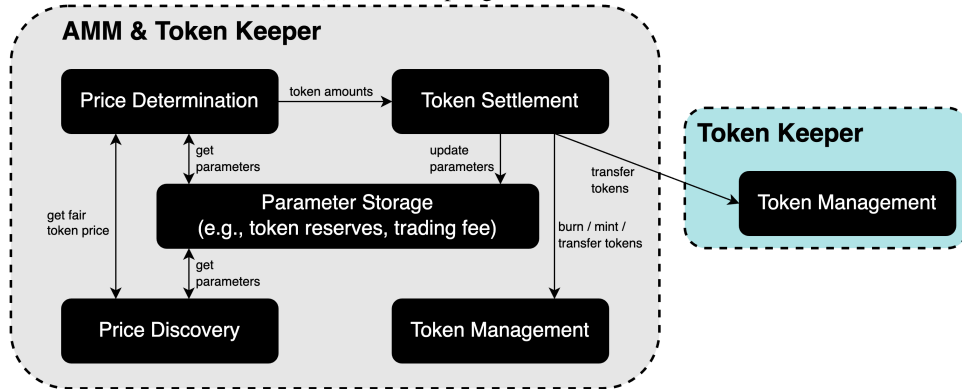 AMM & Token Keeper
Price Determination
token amounts
Token Settlement
get
parameters
update
parameters
transfer
tokens
Token Keeper
Token Management
Parameter Storage
(e.g., token reserves, trading fee)
get fair
token price
burn / mint /
transfer tokens
get
parameters
Price Discovery
Token Management